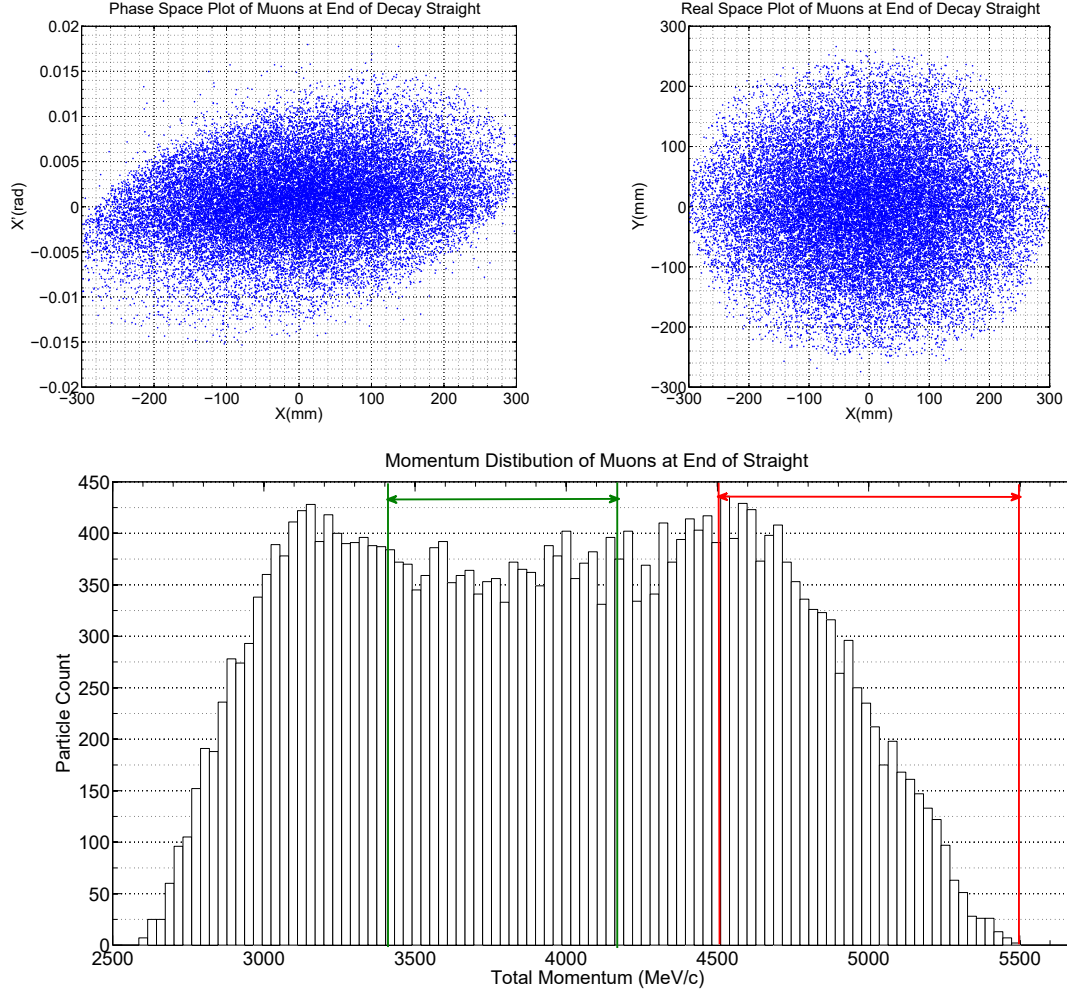 Phase Space Plot of Muons at End of Decay Straight
0.02
0.015
0.01
0.005
0
−0.005
−0.01
−0.015
−0.02
X'(rad)
−300 −200 −100 0 100 200 300
X(mm)
Real Space Plot of Muons at End of Decay Straight
300
200
100
0
−100
−200
−300
Y(mm)
−300 −200 −100 0 100 200 300
X(mm)
Momentum Distibution of Muons at End of Straight
450
400
350
300
250
200
150
100
50
0
Particle Count
2500 3000 3500 4000 4500 5000 5500
Total Momentum (MeV/c)